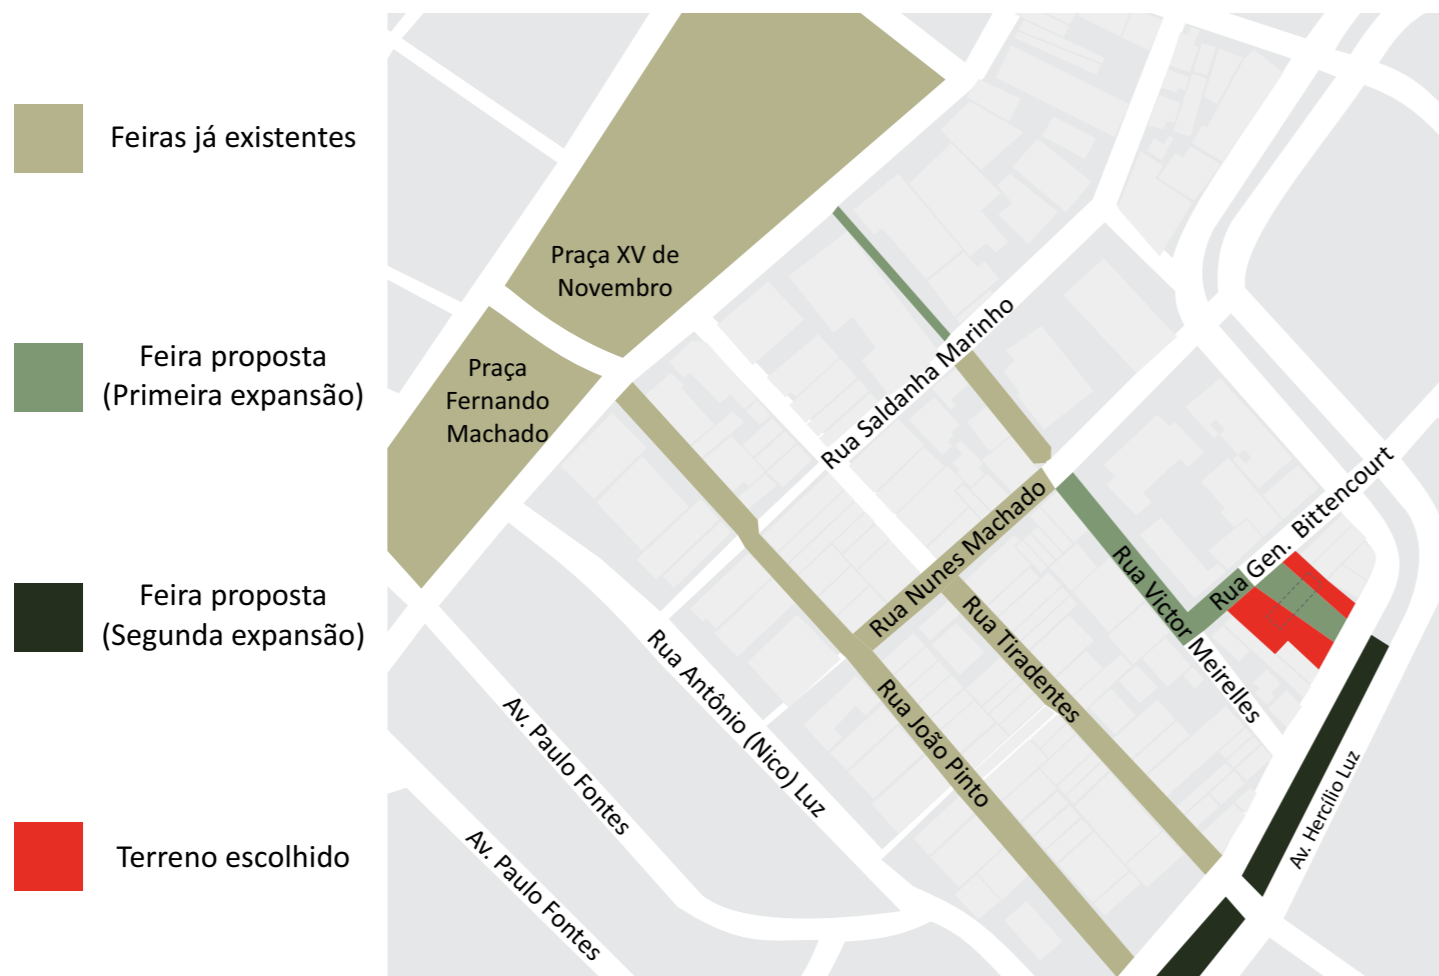 Feiras já existentes
Feira proposta
(Primeira expansão)
Feira proposta
(Segunda expansão)
Terreno escolhido
Praça XV de
Novembro
Praça
Fernando
Machado
Rua Saldanha Marinho
Rua Nunes Machado
Rua Victor Meirelles
Rua Gen. Bittencourt
Rua Tiradentes
Rua João Pinto
Rua Antônio (Nico) Luz
Av. Paulo Fontes
Av. Paulo Fontes
Av. Hercílio Luz